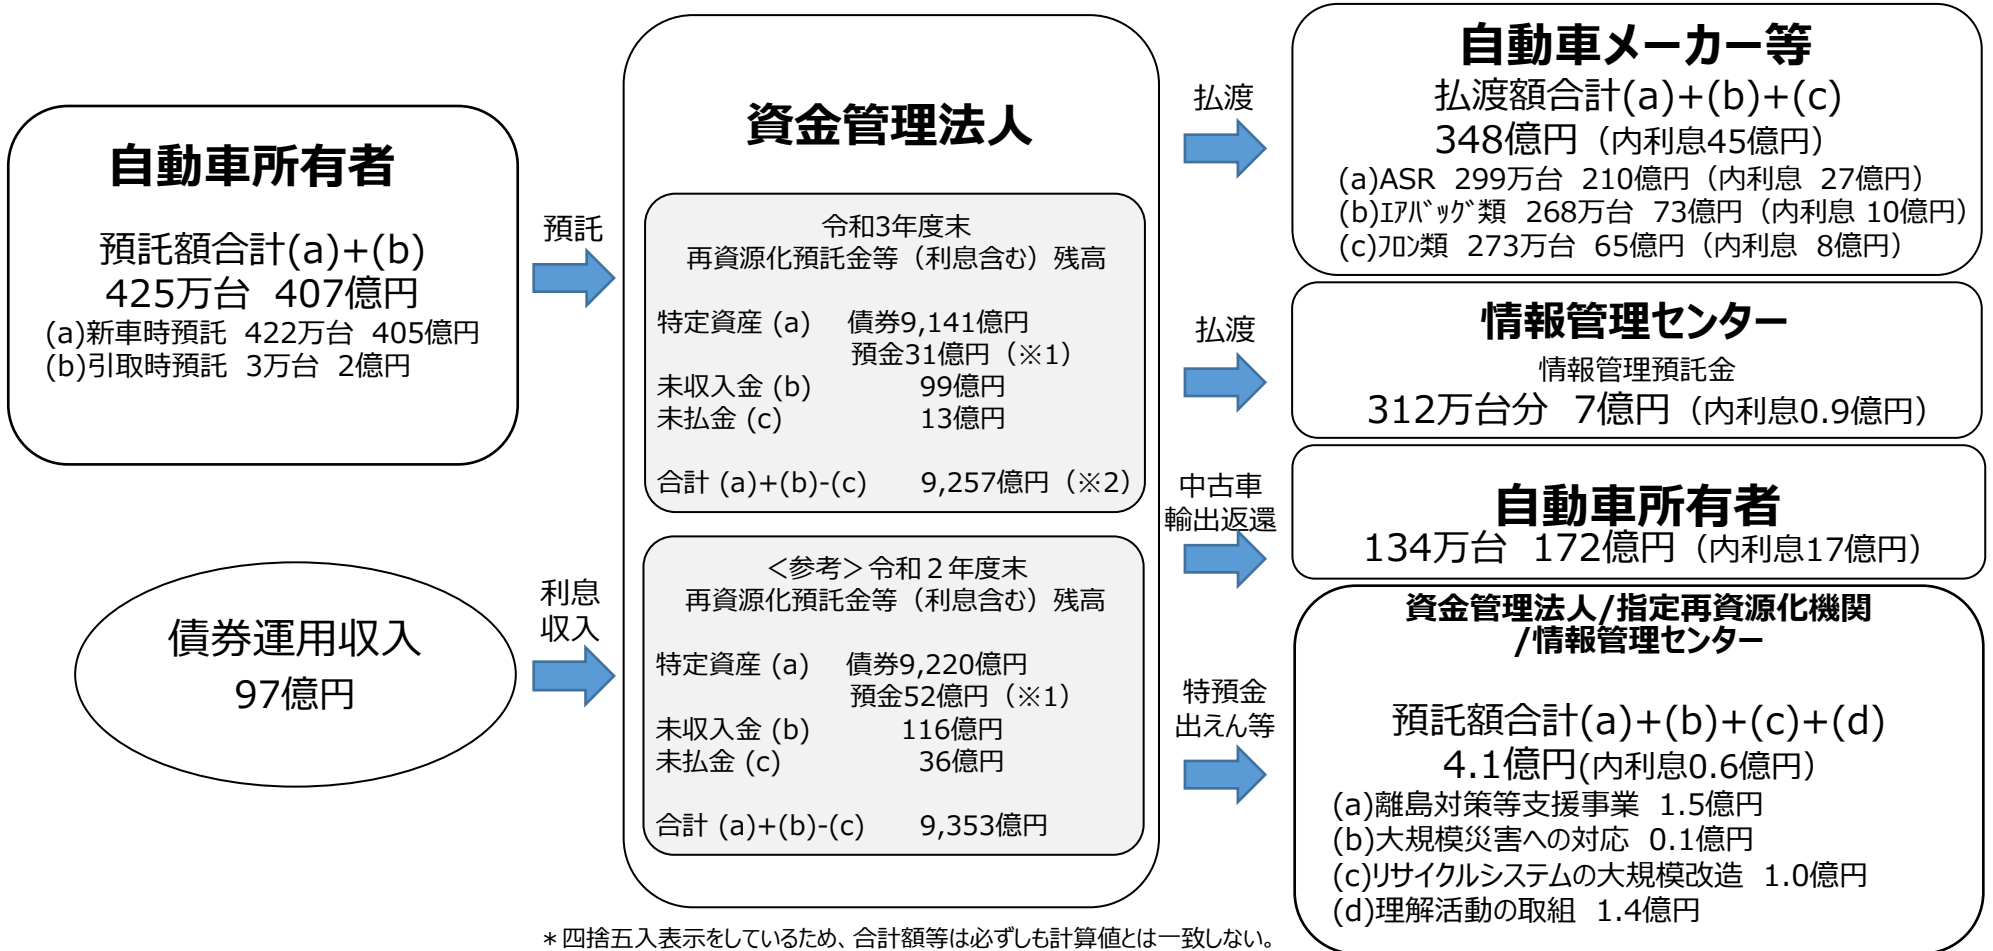 自動車所有者
預託額合計(a)+(b)
425万台 407億円
(a)新車時預託 422万台 405億円
(b)引取時預託 3万台 2億円
債券運用収入
97億円
預託
利息
収入
資金管理法人
令和3年度末
再資源化預託金等（利息含む）残高
特定資産 (a) 債券9,141億円
預金31億円（※1）
未収入金 (b) 99億円
未払金 (c) 13億円
合計 (a)+(b)-(c) 9,257億円（※2）
＜参考＞令和２年度末
再資源化預託金等（利息含む）残高
特定資産 (a) 債券9,220億円
預金52億円（※1）
未収入金 (b) 116億円
未払金 (c) 36億円
合計 (a)+(b)-(c) 9,353億円
払渡
自動車メーカー等
払渡額合計(a)+(b)+(c)
348億円（内利息45億円）
(a)ASR 299万台 210億円（内利息 27億円）
(b)ｴｱﾊﾞｯｸﾞ類 268万台 73億円（内利息 10億円）
(c)ﾌﾛﾝ類 273万台 65億円（内利息 8億円）
払渡
情報管理センター
情報管理預託金
312万台分 7億円（内利息0.9億円）
中古車
輸出返還
自動車所有者
134万台 172億円（内利息17億円）
特預金
出えん等
資金管理法人/指定再資源化機関
/情報管理センター
預託額合計(a)+(b)+(c)+(d)
4.1億円(内利息0.6億円）
(a)離島対策等支援事業 1.5億円
(b)大規模災害への対応 0.1億円
(c)リサイクルシステムの大規模改造 1.0億円
(d)理解活動の取組 1.4億円
＊四捨五入表示をしているため、合計額等は必ずしも計算値とは一致しない。